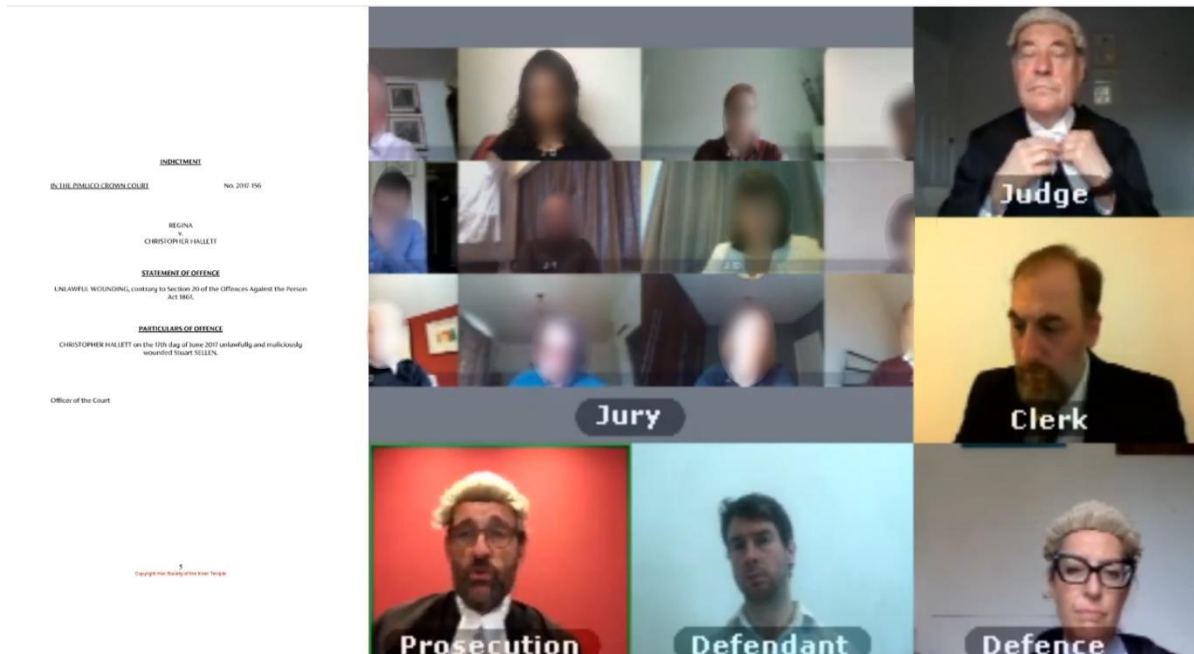 INDICTMENT
IN THE PIMLICO CROWN COURT No. 2017-156
REGINA
v.
CHRISTOPHER HALLETT
STATEMENT OF OFFENCE
UNLAWFUL WOUNDING, contrary to Section 20 of the Offences Against the Person
Act 1861.
PARTICULARS OF OFFENCE
CHRISTOPHER HALLETT on the 17th day of June 2017 unlawfully and maliciously
wounded Stuart SELLEN.
Officer of the Court
5
Copyright Hon Society of the Inner Temple
Jury
Judge
Clerk
Prosecution
Defendant
Defence